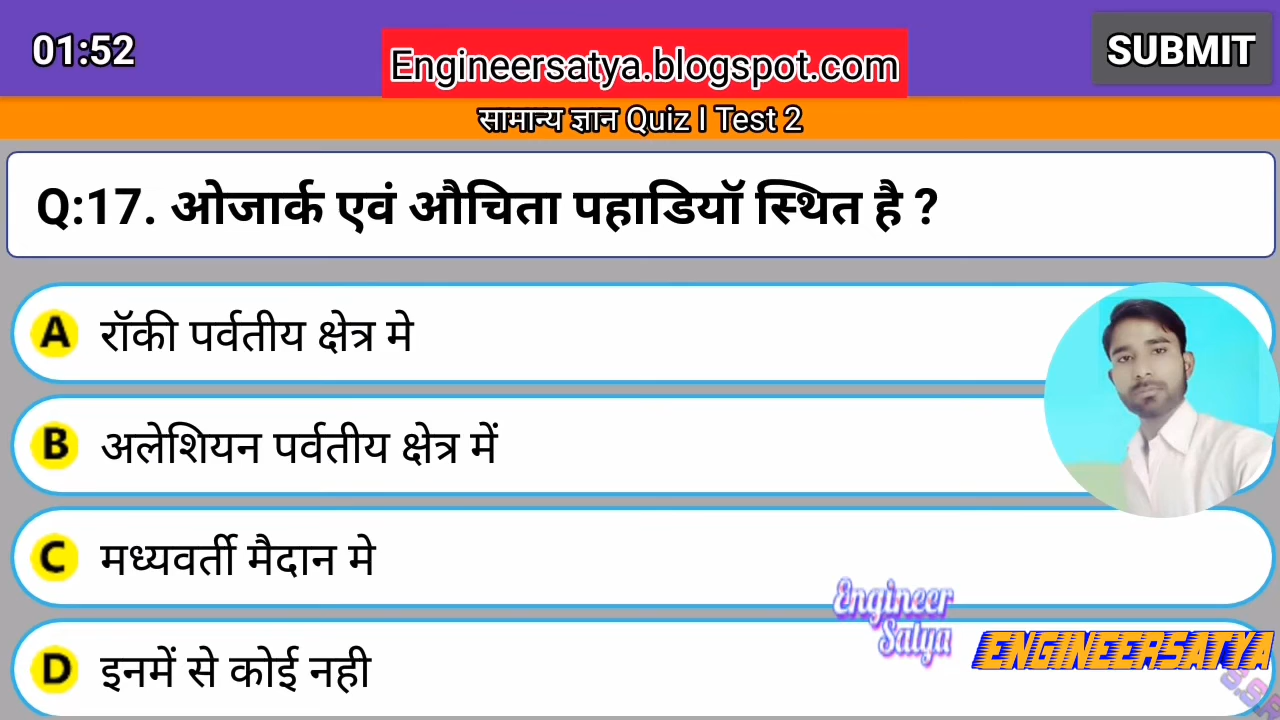 01:52
Engineersatya.blogspot.com
SUBMIT
सामान्य ज्ञान Quiz I Test 2
Q:17. ओजार्क एवं औचिता पहाडियॉ स्थित है ?
A रॉकी पर्वतीय क्षेत्र मे
B अलेशियन पर्वतीय क्षेत्र में
C मध्यवर्ती मैदान मे
D इनमें से कोई नही
Engineer
Satya
ENGINEERSATYA